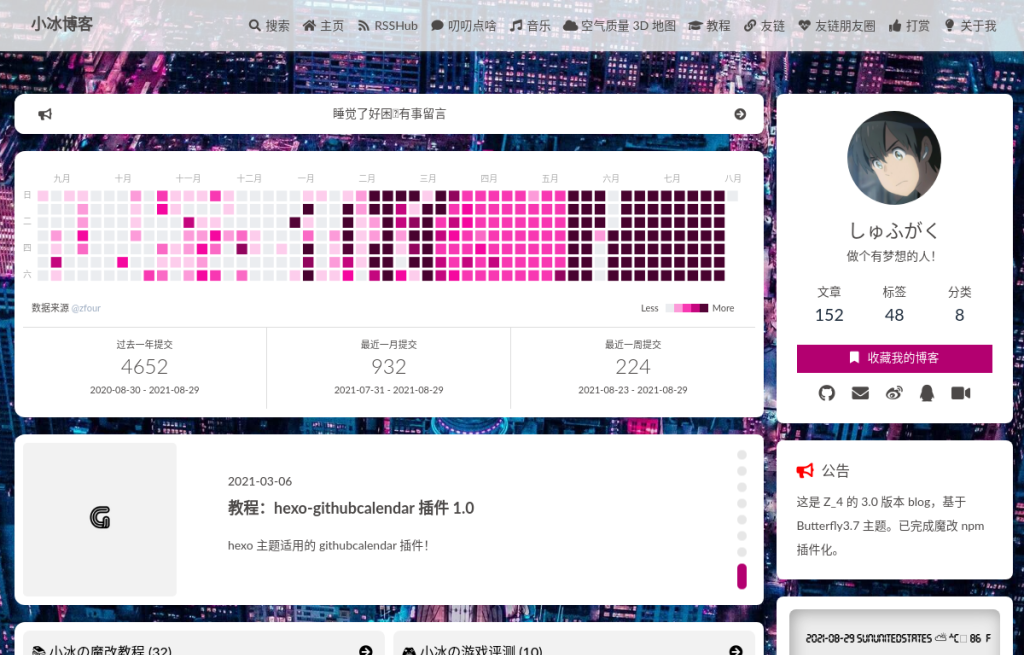 小冰博客
搜索 主页 RSSHub 叨叨点啥 音乐 空气质量 3D 地图 教程 友链 友链朋友圈 打赏 关于我
睡觉了好困 有事留言
九月 十月 十一月 十二月 一月 二月 三月 四月 五月 六月 七月 八月
日
二
四
六
数据来源 @zfour
Less More
过去一年提交
4652
2020-08-30 - 2021-08-29
最近一月提交
932
2021-07-31 - 2021-08-29
最近一周提交
224
2021-08-23 - 2021-08-29
2021-03-06
教程：hexo-githubcalendar 插件 1.0
hexo 主题适用的 githubcalendar 插件！
小冰の魔改教程 (32)
小冰の游戏评测 (10)
しゅふがく
做个有梦想的人！
文章 标签 分类
152 48 8
收藏我的博客
公告
这是 Z_4 的 3.0 版本 blog，基于
Butterfly3.7 主题。已完成魔改 npm
插件化。
2021-08-29 SUNUNITEDSTATES ℃ 86 F